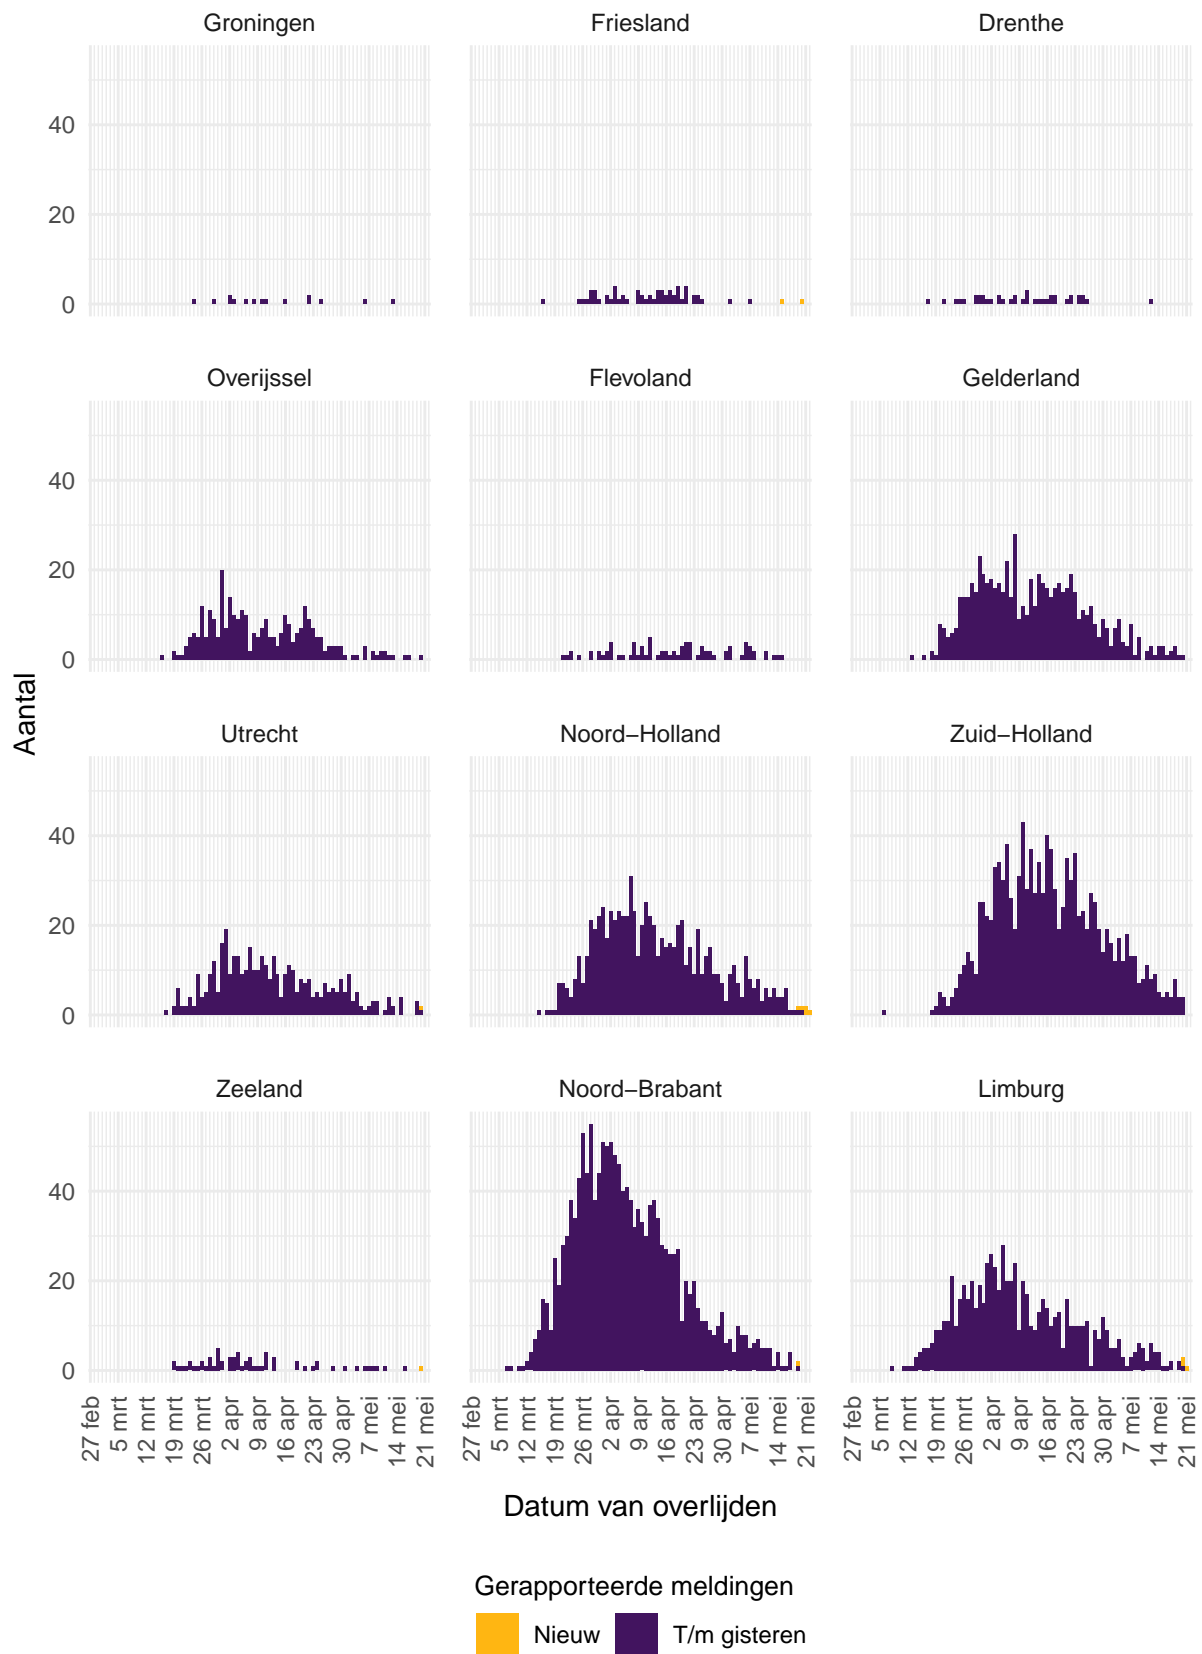 Groningen Friesland Drenthe
40
20
0
Overijssel Flevoland Gelderland
40
20
0
Aantal
Utrecht Noord−Holland Zuid−Holland
40
20
0
Zeeland Noord−Brabant Limburg
40
20
0
27 feb 5 mrt 12 mrt 19 mrt 26 mrt 2 apr 9 apr 16 apr 23 apr 30 apr 7 mei 14 mei 21 mei
27 feb 5 mrt 12 mrt 19 mrt 26 mrt 2 apr 9 apr 16 apr 23 apr 30 apr 7 mei 14 mei 21 mei
27 feb 5 mrt 12 mrt 19 mrt 26 mrt 2 apr 9 apr 16 apr 23 apr 30 apr 7 mei 14 mei 21 mei
Datum van overlijden
Gerapporteerde meldingen
Nieuw T/m gisteren